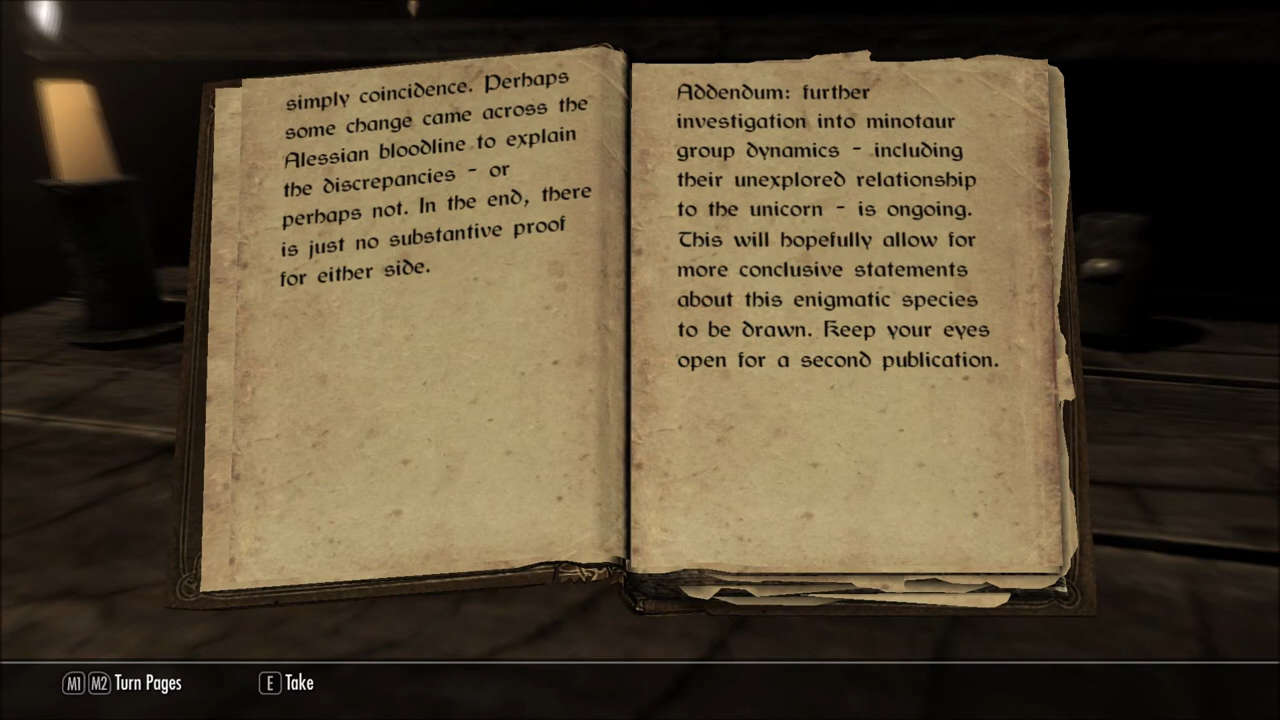 simply coincidence. Perhaps
some change came across the
Alessian bloodline to explain
the discrepancies - or
perhaps not. In the end, there
is just no substantive proof
for either side.
Addendum: further
investigation into minotaur
group dynamics - including
their unexplored relationship
to the unicorn - is ongoing.
This will hopefully allow for
more conclusive statements
about this enigmatic species
to be drawn. Keep your eyes
open for a second publication.
M1 M2 Turn Pages
E Take